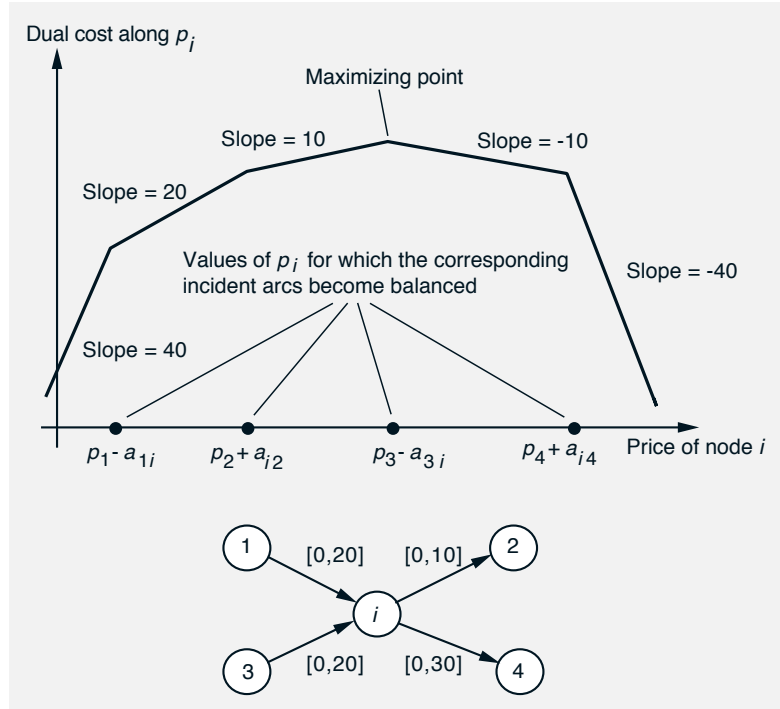 Dual cost along p_i
Maximizing point
Slope = 10
Slope = -10
Slope = 20
Values of p_i for which the corresponding
incident arcs become balanced
Slope = -40
Slope = 40
p_1 - a_1i
p_2 + a_i2
p_3 - a_3i
p_4 + a_i4
Price of node i
1
[0,20]
[0,10]
2
i
3
[0,20]
[0,30]
4